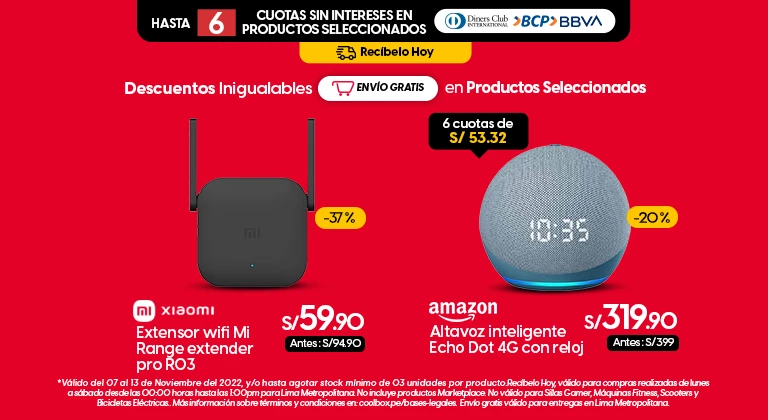 HASTA 6 CUOTAS SIN INTERESES EN
PRODUCTOS SELECCIONADOS
Diners Club
INTERNATIONAL
BCP
BBVA
Recíbelo Hoy
Descuentos Inigualables ENVÍO GRATIS en Productos Seleccionados
6 cuotas de
S/ 53.32
-37%
mi
10:35
-20%
mi xiaomi
Extensor wifi Mi
Range extender
pro RO3
S/59.90
Antes: S/94.90
amazon
Altavoz inteligente
Echo Dot 4G con reloj
S/319.90
Antes: S/399
*Válido del 07 al 13 de Noviembre del 2022, y/o hasta agotar stock mínimo de 03 unidades por producto.Recíbelo Hoy, válido para compras realizadas de lunes
a sábado desde las 00:00 horas hasta las 1:00pm para Lima Metropolitana. No incluye productos Marketplace. No válido para Sillas Gamer, Máquinas Fitness, Scooters y
Bicicletas Eléctricas. Más información sobre términos y condiciones en: coolbox.pe/bases-legales. Envío gratis válido para entregas en Lima Metropolitana.